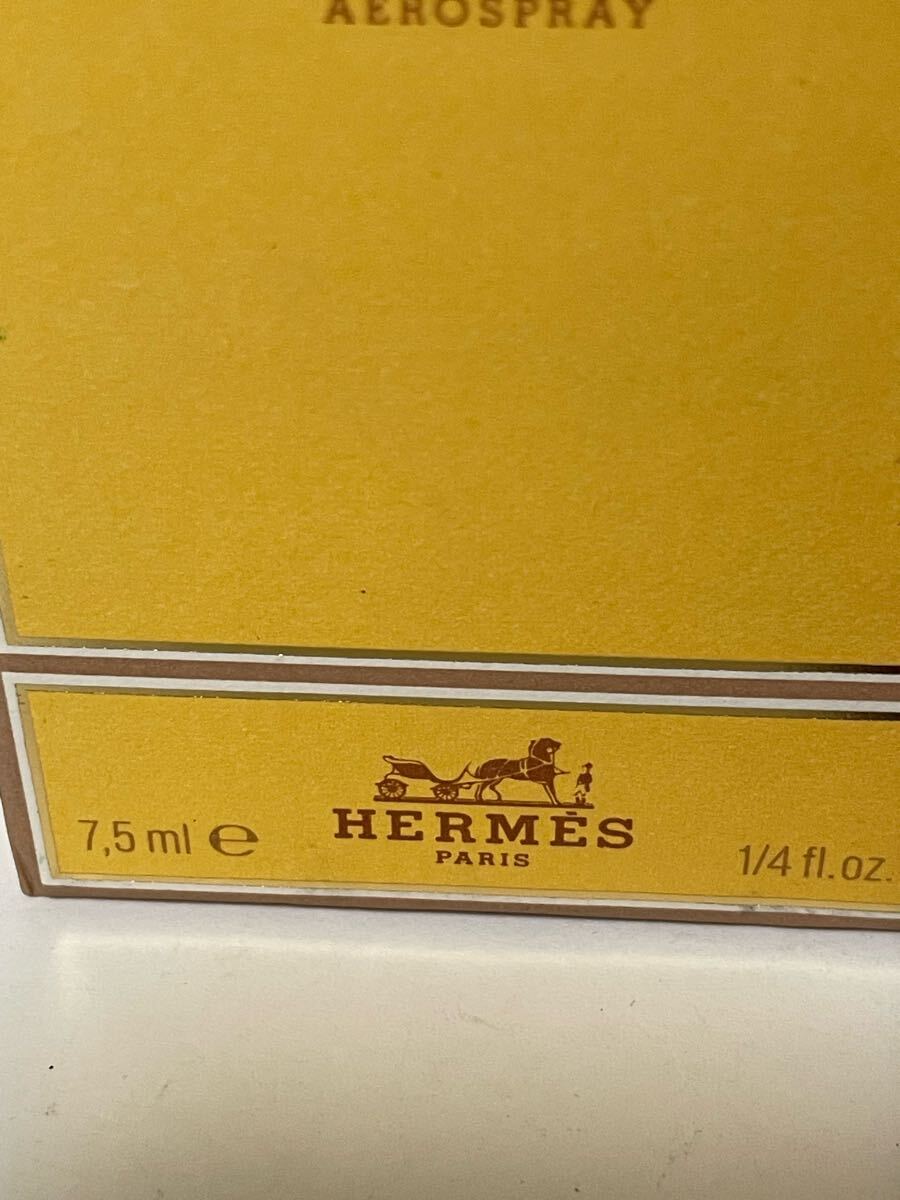 AEROSPRAY
7,5 ml ℮
HERMÈS
PARIS
1/4 fl.oz.